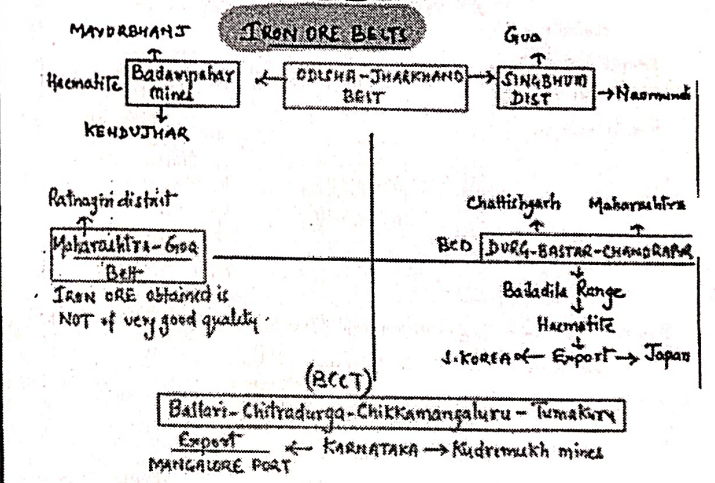 IRON ORE BELTS
MAYURBHANJ
Haematite
Badampahar
mines
KENDUJHAR
ODISHA-JHARKHAND
BELT
Gua
SINGBHUM
DIST
Noamundi
Ratnagiri district
Maharashtra-Goa
Belt
IRON ORE obtained is
NOT of very good quality.
Chattishgarh
Maharashtra
BCD
DURG-BASTAR-CHANDRAPUR
Bailadila Range
Haematite
S.KOREA ← Export → Japan
(BCCT)
Ballari-Chitradurga-Chikkamangaluru-Tumakuru
Export ← KARNATAKA → Kudremukh mines
MANGALORE PORT